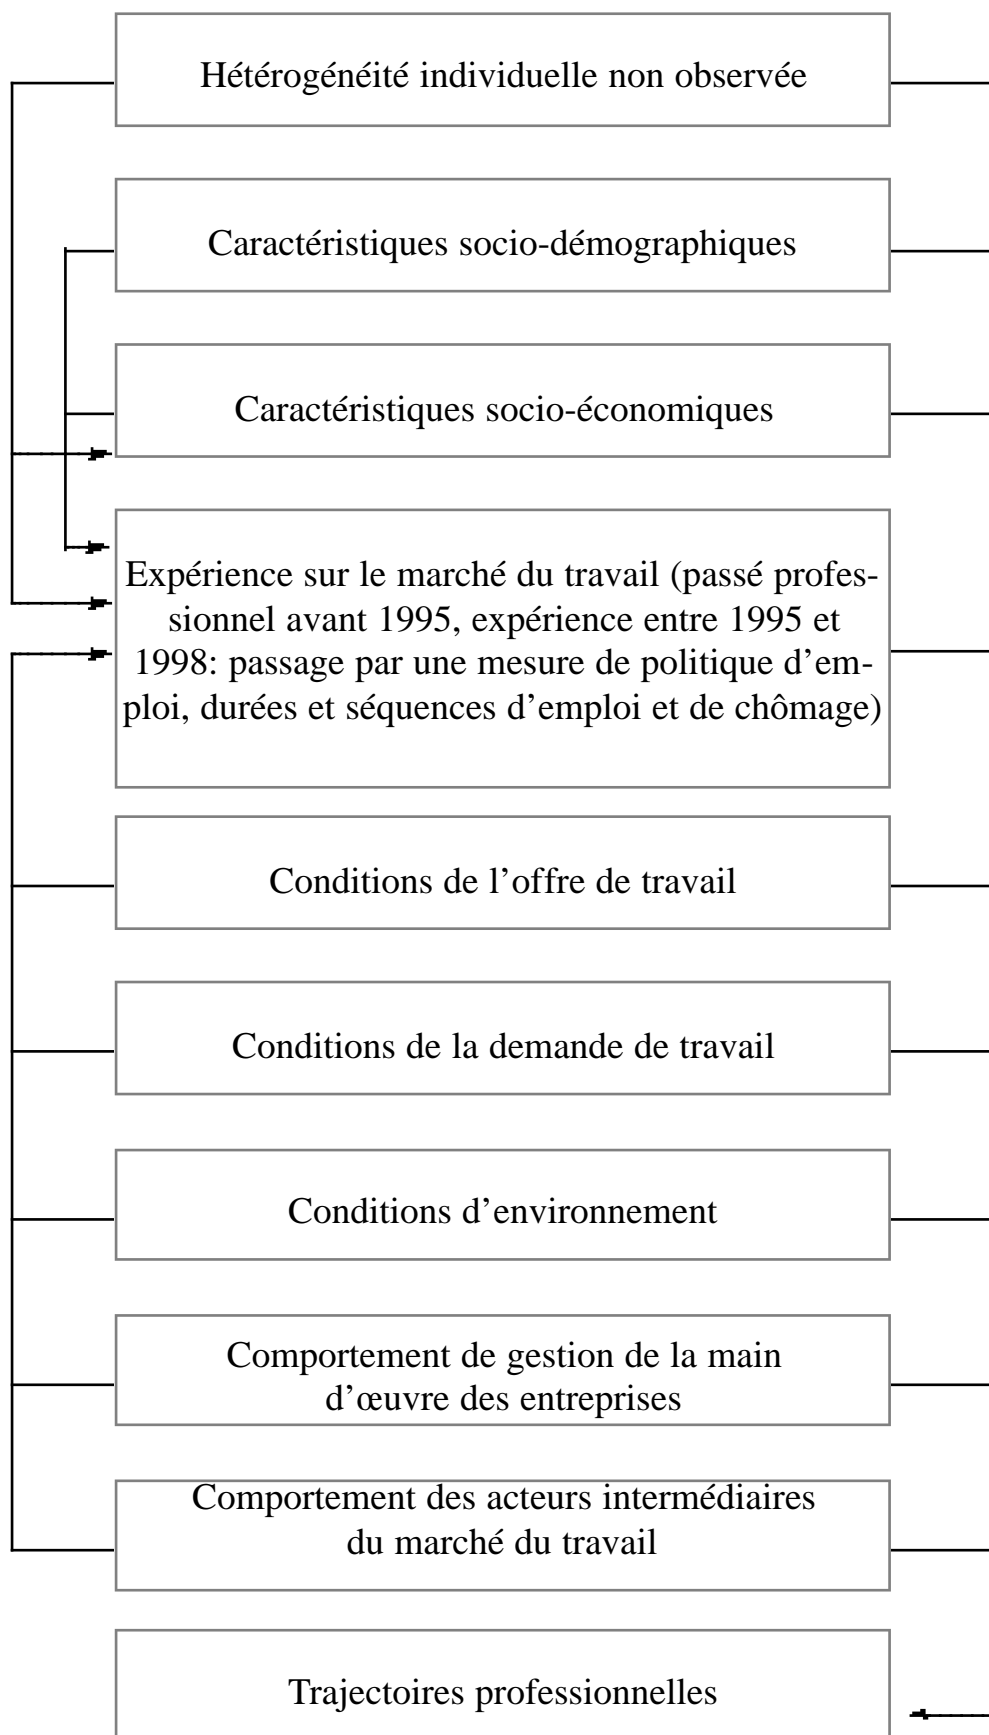 Hétérogénéité individuelle non observée
Caractéristiques socio-démographiques
Caractéristiques socio-économiques
Expérience sur le marché du travail (passé profes-
sionnel avant 1995, expérience entre 1995 et
1998: passage par une mesure de politique d’em-
ploi, durées et séquences d’emploi et de chômage)
Conditions de l’offre de travail
Conditions de la demande de travail
Conditions d’environnement
Comportement de gestion de la main
d’œuvre des entreprises
Comportement des acteurs intermédiaires
du marché du travail
Trajectoires professionnelles